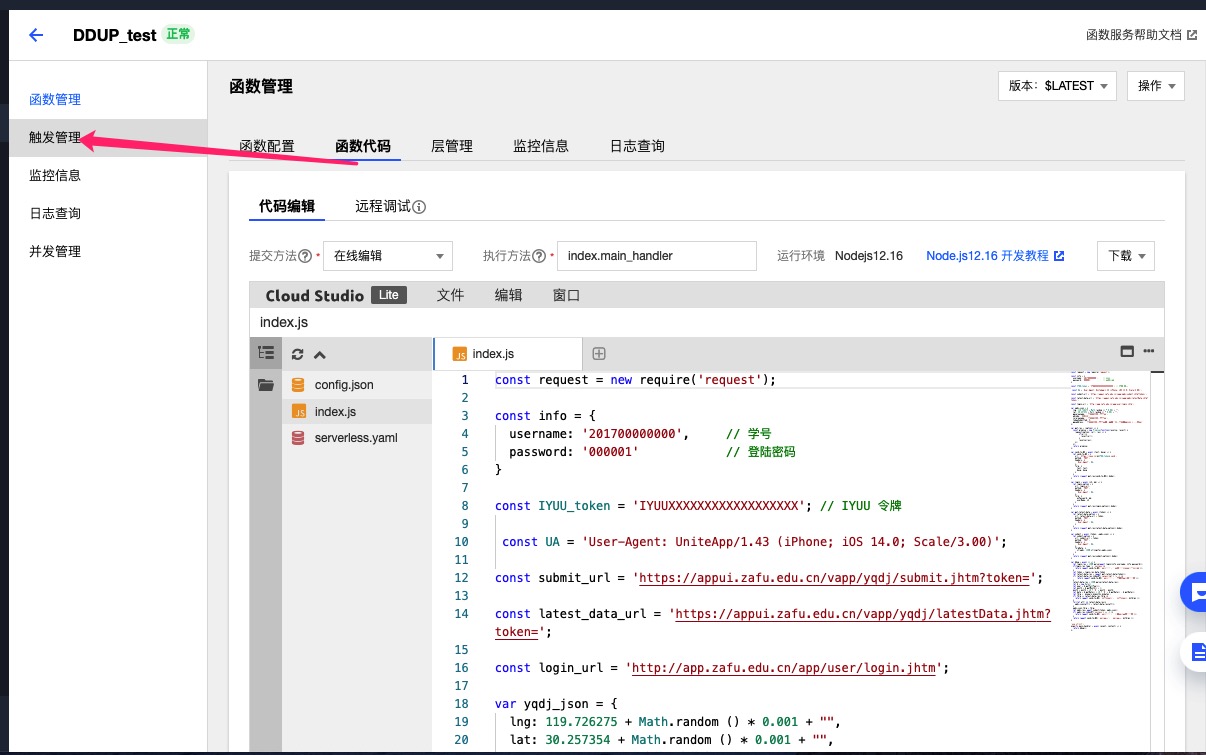 DDUP_test 正常
函数服务帮助文档
函数管理
触发管理
监控信息
日志查询
并发管理
函数管理
版本：$LATEST
操作
函数配置 函数代码 层管理 监控信息 日志查询
代码编辑 远程调试
提交方法 * 在线编辑 执行方法 * index.main_handler 运行环境 Nodejs12.16 Node.js12.16 开发教程 下载
Cloud Studio Lite 文件 编辑 窗口
index.js
JS index.js
config.json
JS index.js
serverless.yaml
1 const request = new require('request');
2
3 const info = {
4 username: '201700000000', // 学号
5 password: '000001' // 登陆密码
6 }
7
8 const IYUU_token = 'IYUUXXXXXXXXXXXXXXXXXX'; // IYUU 令牌
9
10 const UA = 'User-Agent: UniteApp/1.43 (iPhone; iOS 14.0; Scale/3.00)';
11
12 const submit_url = 'https://appui.zafu.edu.cn/vapp/yqdj/submit.jhtm?token=';
13
14 const latest_data_url = 'https://appui.zafu.edu.cn/vapp/yqdj/latestData.jhtm?
token=';
15
16 const login_url = 'http://app.zafu.edu.cn/app/user/login.jhtm';
17
18 var yqdj_json = {
19 lng: 119.726275 + Math.random () * 0.001 + "",
20 lat: 30.257354 + Math.random () * 0.001 + "",